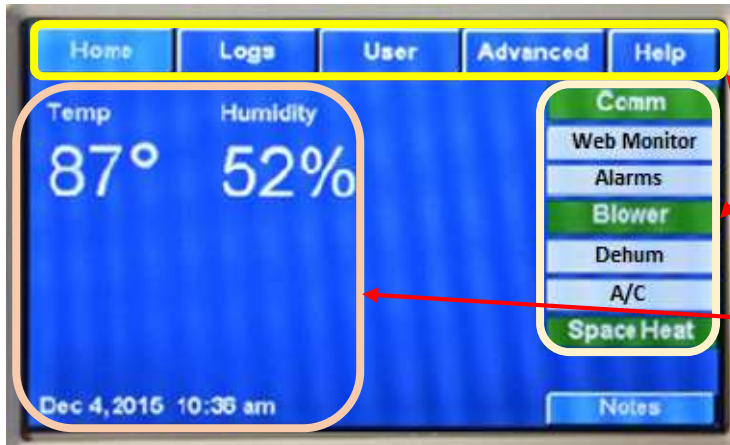 Home Logs User Advanced Help
Temp Humidity
87° 52%
Comm
Web Monitor
Alarms
Blower
Dehum
A/C
Space Heat
Dec 4, 2015 10:36 am
Notes